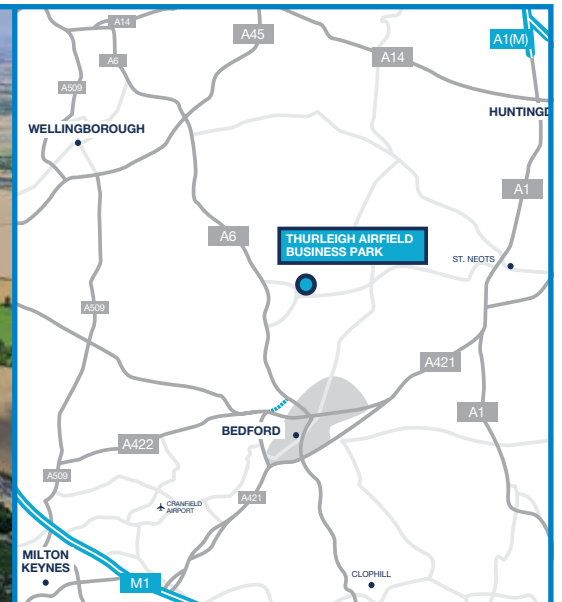 A14
A45
A1(M)
A6
A14
A509
HUNTINGD
WELLINGBOROUGH
A1
A6
THURLEIGH AIRFIELD
BUSINESS PARK
ST. NEOTS
A509
A421
A1
BEDFORD
A422
A509
A421
CRANFIELD
AIRPORT
MILTON
KEYNES
M1
CLOPHILL